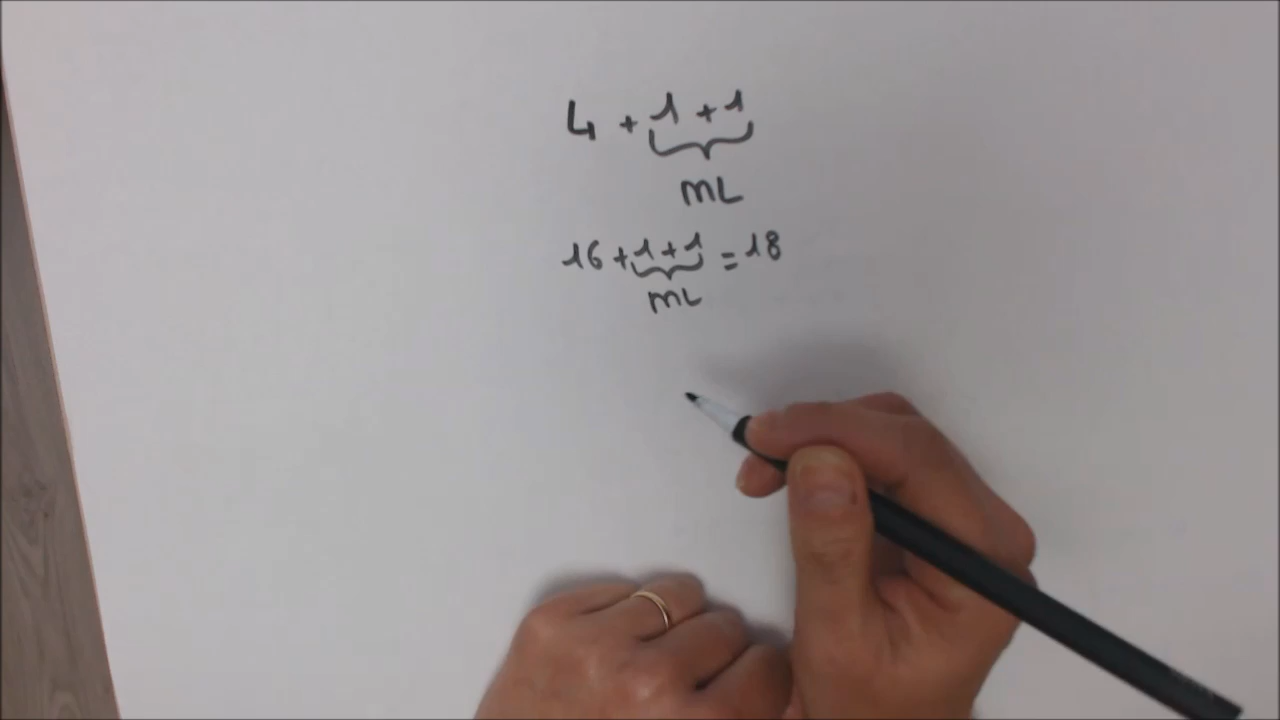 4 + 1 + 1
mL
16 + 1 + 1 = 18
mL